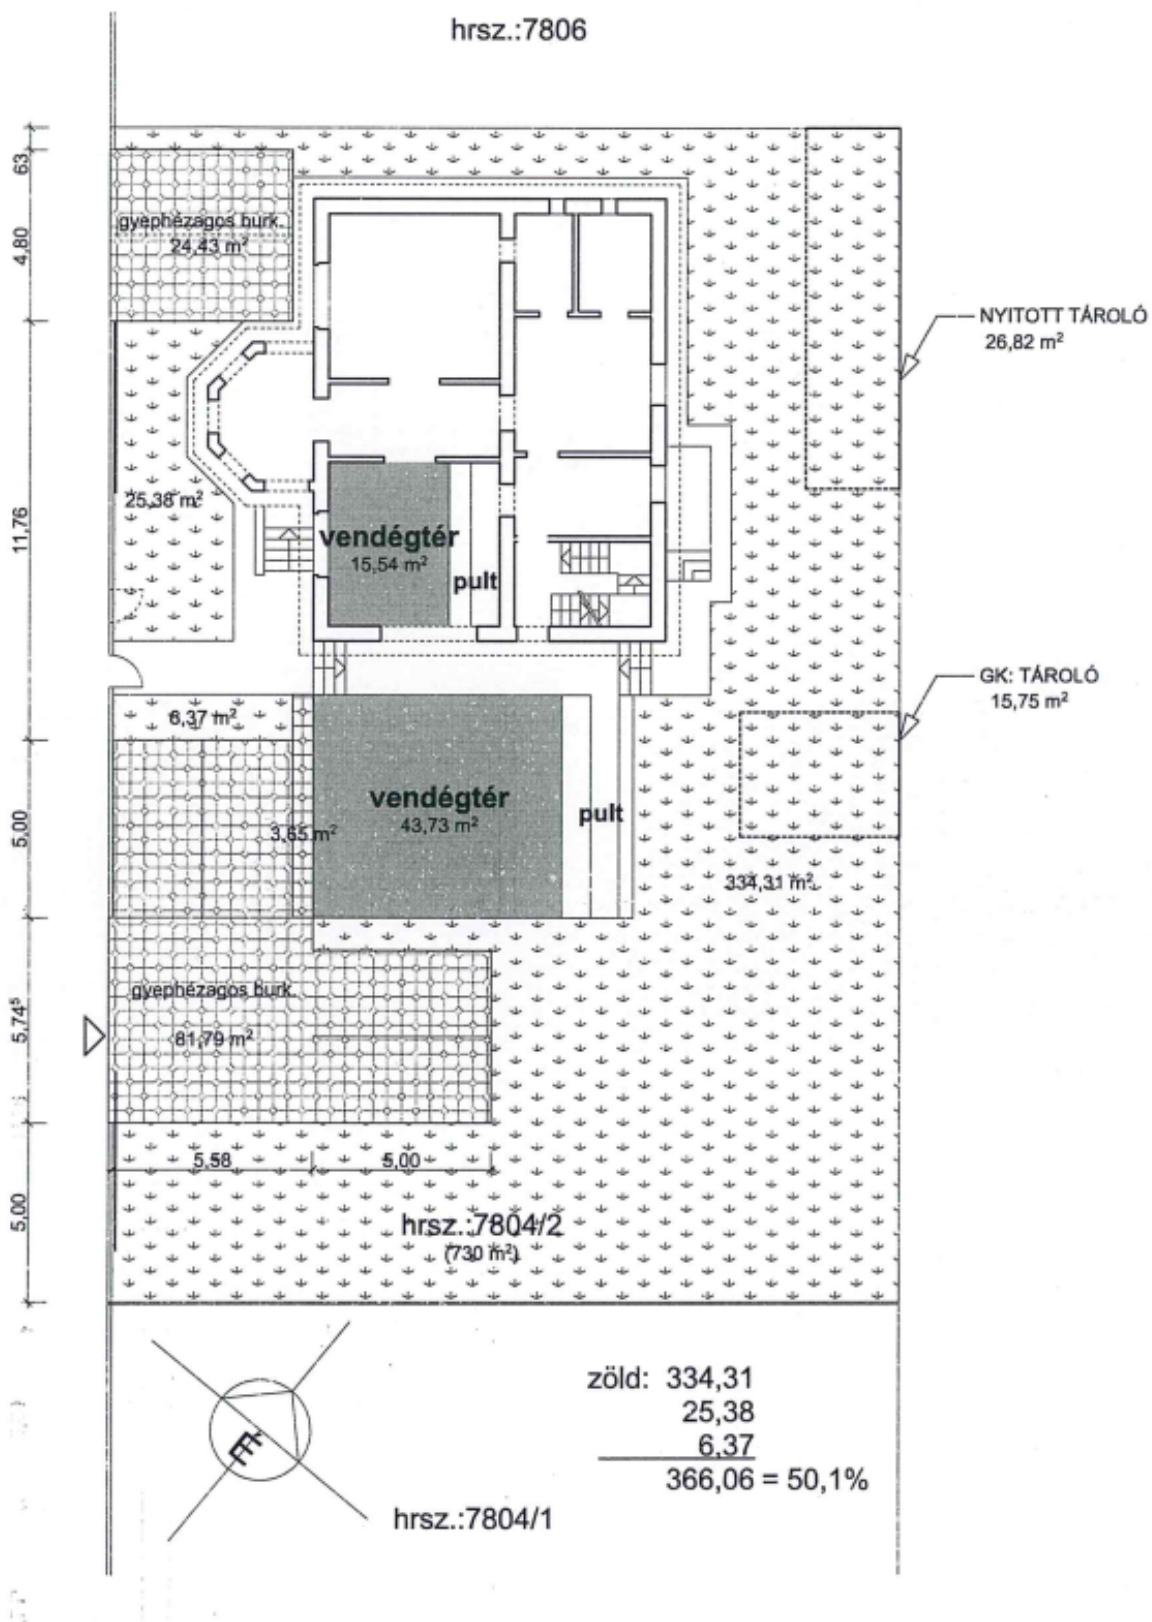 hrsz.:7806
63
4,80
11,76
5,00
5,74⁵
5,00
gyephézagos burk.
24,43 m²
NYITOTT TÁROLÓ
26,82 m²
25,38 m²
vendégtér
15,54 m²
pult
GK: TÁROLÓ
15,75 m²
6,37 m²
vendégtér
43,73 m²
pult
3,65 m²
334,31 m²
gyephézagos burk.
81,79 m²
5,58
5,00
hrsz.:7804/2
(730 m²)
zöld: 334,31
25,38
6,37
366,06 = 50,1%
É
hrsz.:7804/1